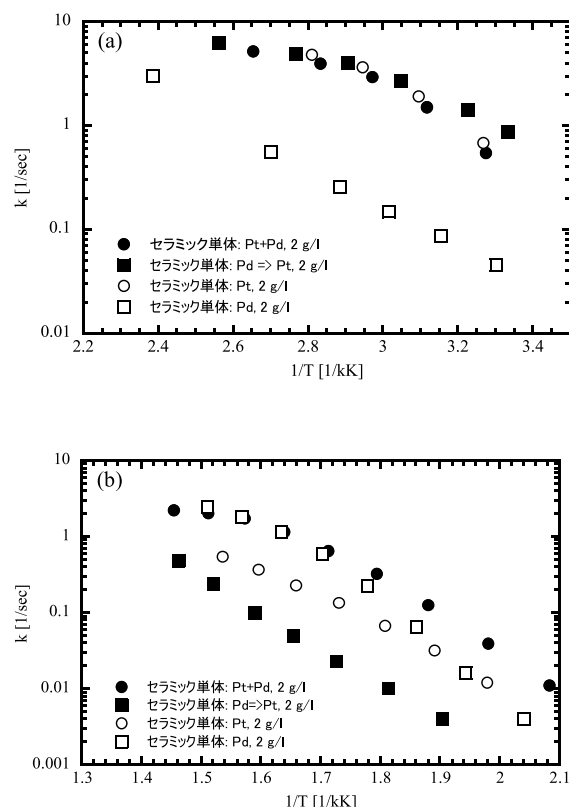 (a)
10
1
0.1
0.01
k [1/sec]
セラミック単体: Pt+Pd, 2 g/l
セラミック単体: Pd => Pt, 2 g/l
セラミック単体: Pt, 2 g/l
セラミック単体: Pd, 2 g/l
2.2 2.4 2.6 2.8 3 3.2 3.4
1/T [1/kK]
(b)
10
1
0.1
0.01
0.001
k [1/sec]
セラミック単体: Pt+Pd, 2 g/l
セラミック単体: Pd=>Pt, 2 g/l
セラミック単体: Pt, 2 g/l
セラミック単体: Pd, 2 g/l
1.3 1.4 1.5 1.6 1.7 1.8 1.9 2 2.1
1/T [1/kK]